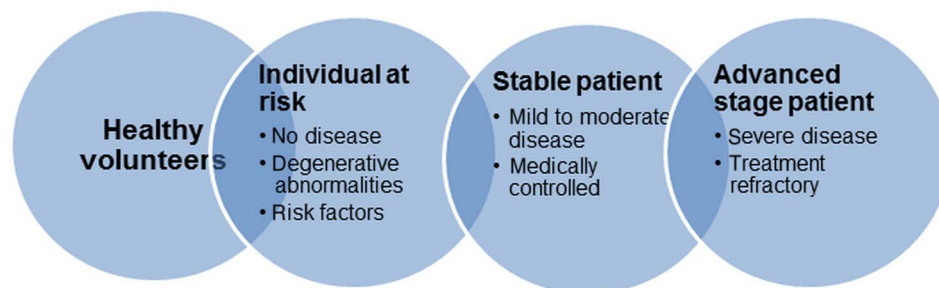 Healthy
volunteers
Individual at
risk
• No disease
• Degenerative
abnormalities
• Risk factors
Stable patient
• Mild to moderate
disease
• Medically
controlled
Advanced
stage patient
• Severe disease
• Treatment
refractory